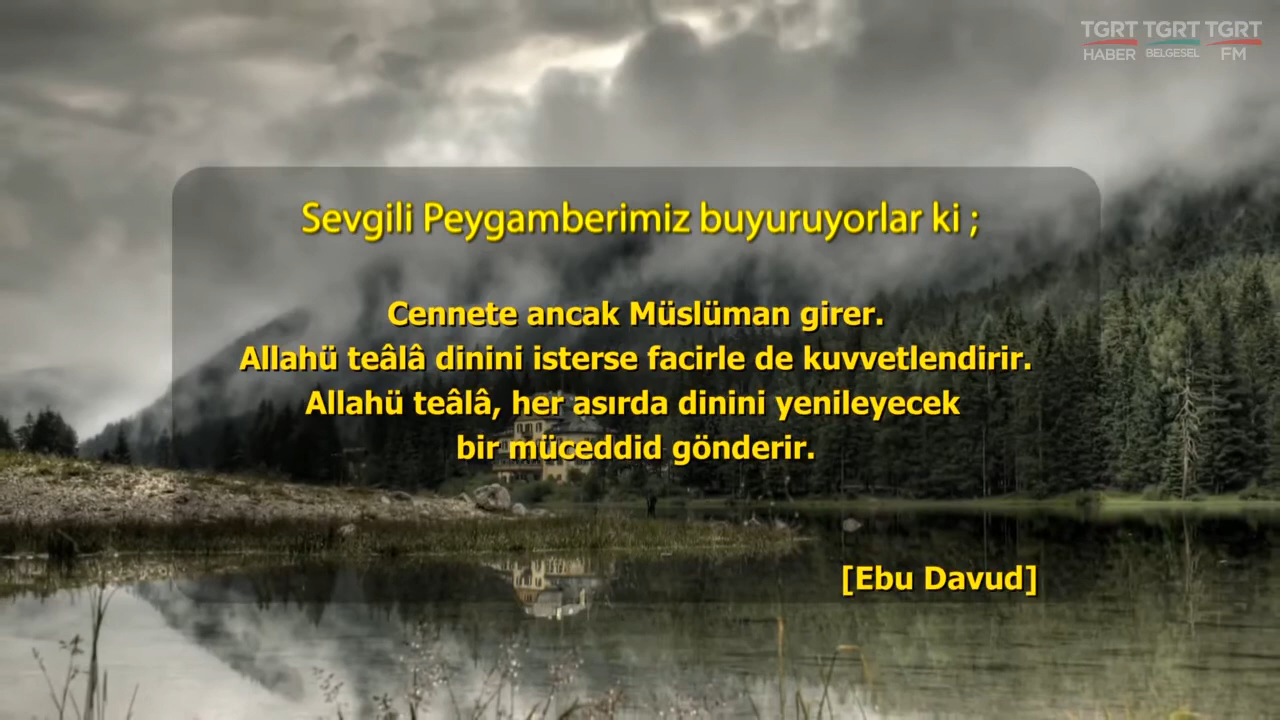 TGRT TGRT TGRT
HABER BELGESEL FM
Sevgili Peygamberimiz buyuruyorlar ki ;
Cennete ancak Müslüman girer.
Allahü teâlâ dinini isterse facirle de kuvvetlendirir.
Allahü teâlâ, her asırda dinini yenileyecek
bir müceddid gönderir.
[Ebu Davud]